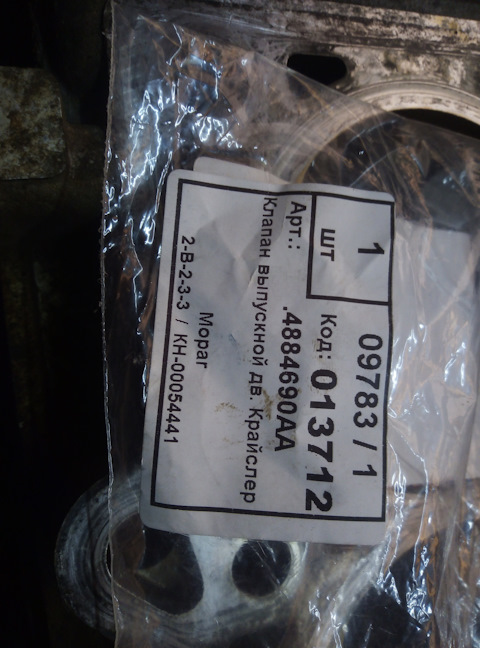 1
шт
09783 / 1
Код: 013712
Арт.: .4884690AA
Клапан выпускной дв. Крайслер
Мораг
2-В-2-3-3 / КН-00054441